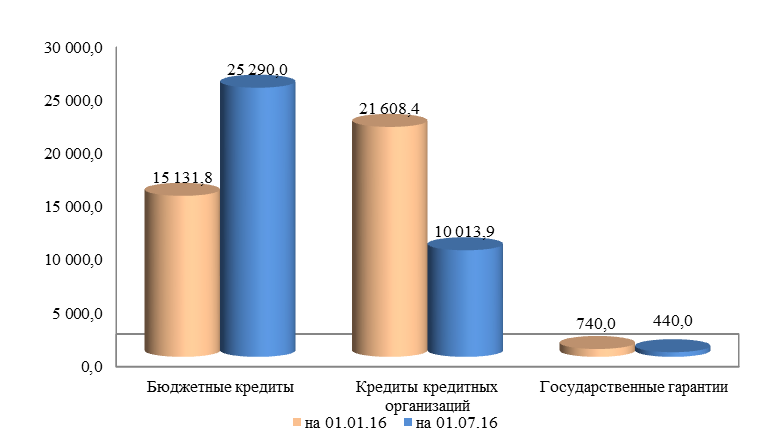 30 000,0
25 000,0
20 000,0
15 000,0
10 000,0
5 000,0
0,0
15 131,8
25 290,0
21 608,4
10 013,9
740,0
440,0
Бюджетные кредиты
Кредиты кредитных
организаций
Государственные гарантии
на 01.01.16
на 01.07.16